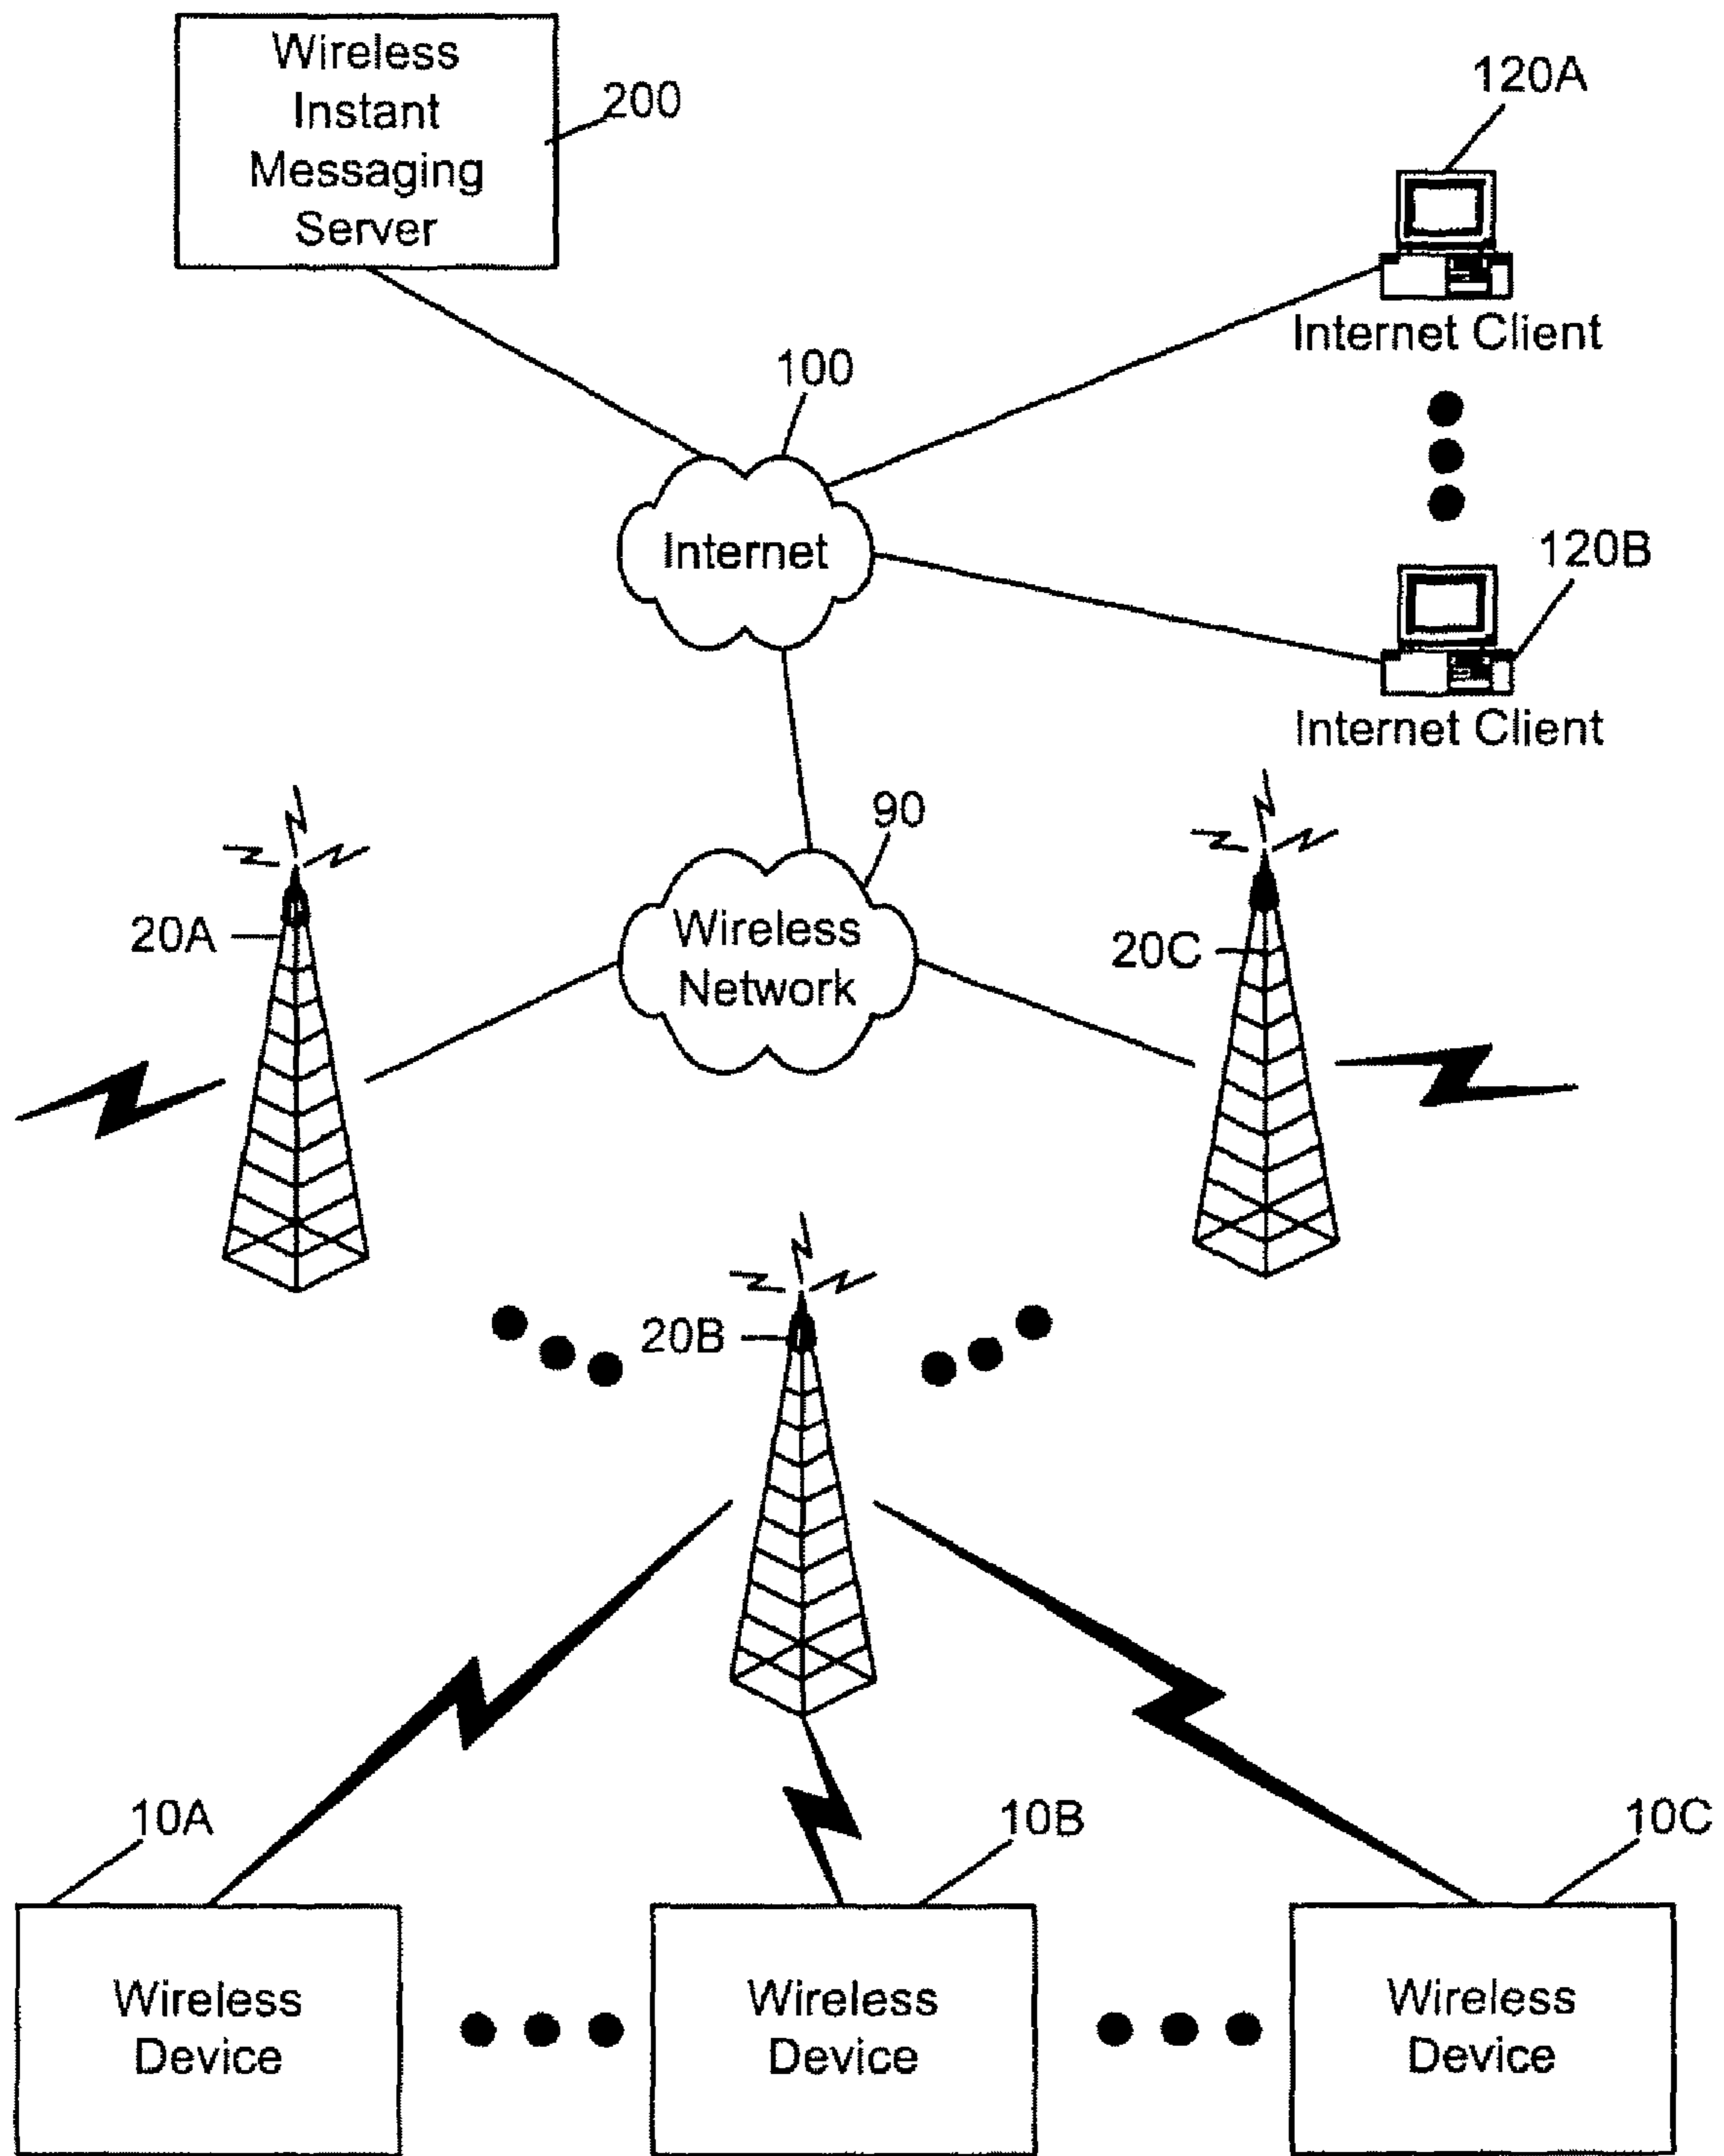 Wireless
Instant
Messaging
Server
200
120A
Internet Client
100
Internet
120B
Internet Client
90
Wireless
Network
20A
20C
20B
10A
10B
10C
Wireless
Device
Wireless
Device
Wireless
Device